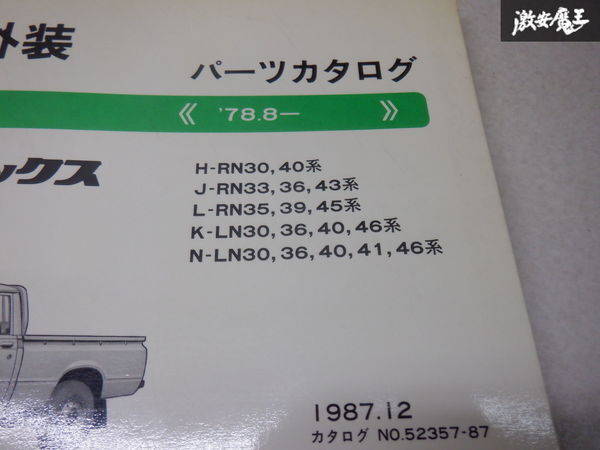 激安魔王
外装
パーツカタログ
《 '78.8— 》
ックス
H-RN30,40系
J-RN33,36,43系
L-RN35,39,45系
K-LN30,36,40,46系
N-LN30,36,40,41,46系
1987.12
カタログ NO.52357-87